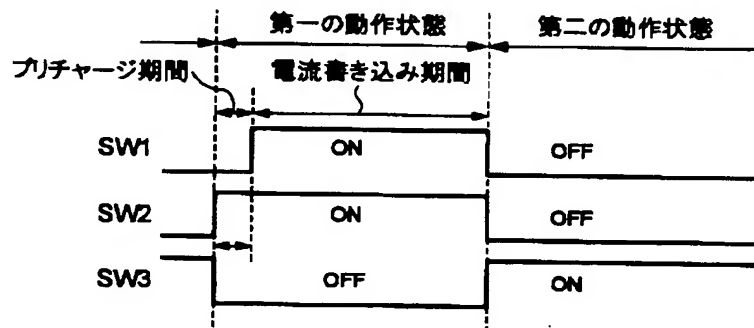 第一の動作状態 第二の動作状態
プリチャージ期間 電流書き込み期間
SW1 ON OFF
SW2 ON OFF
SW3 OFF ON